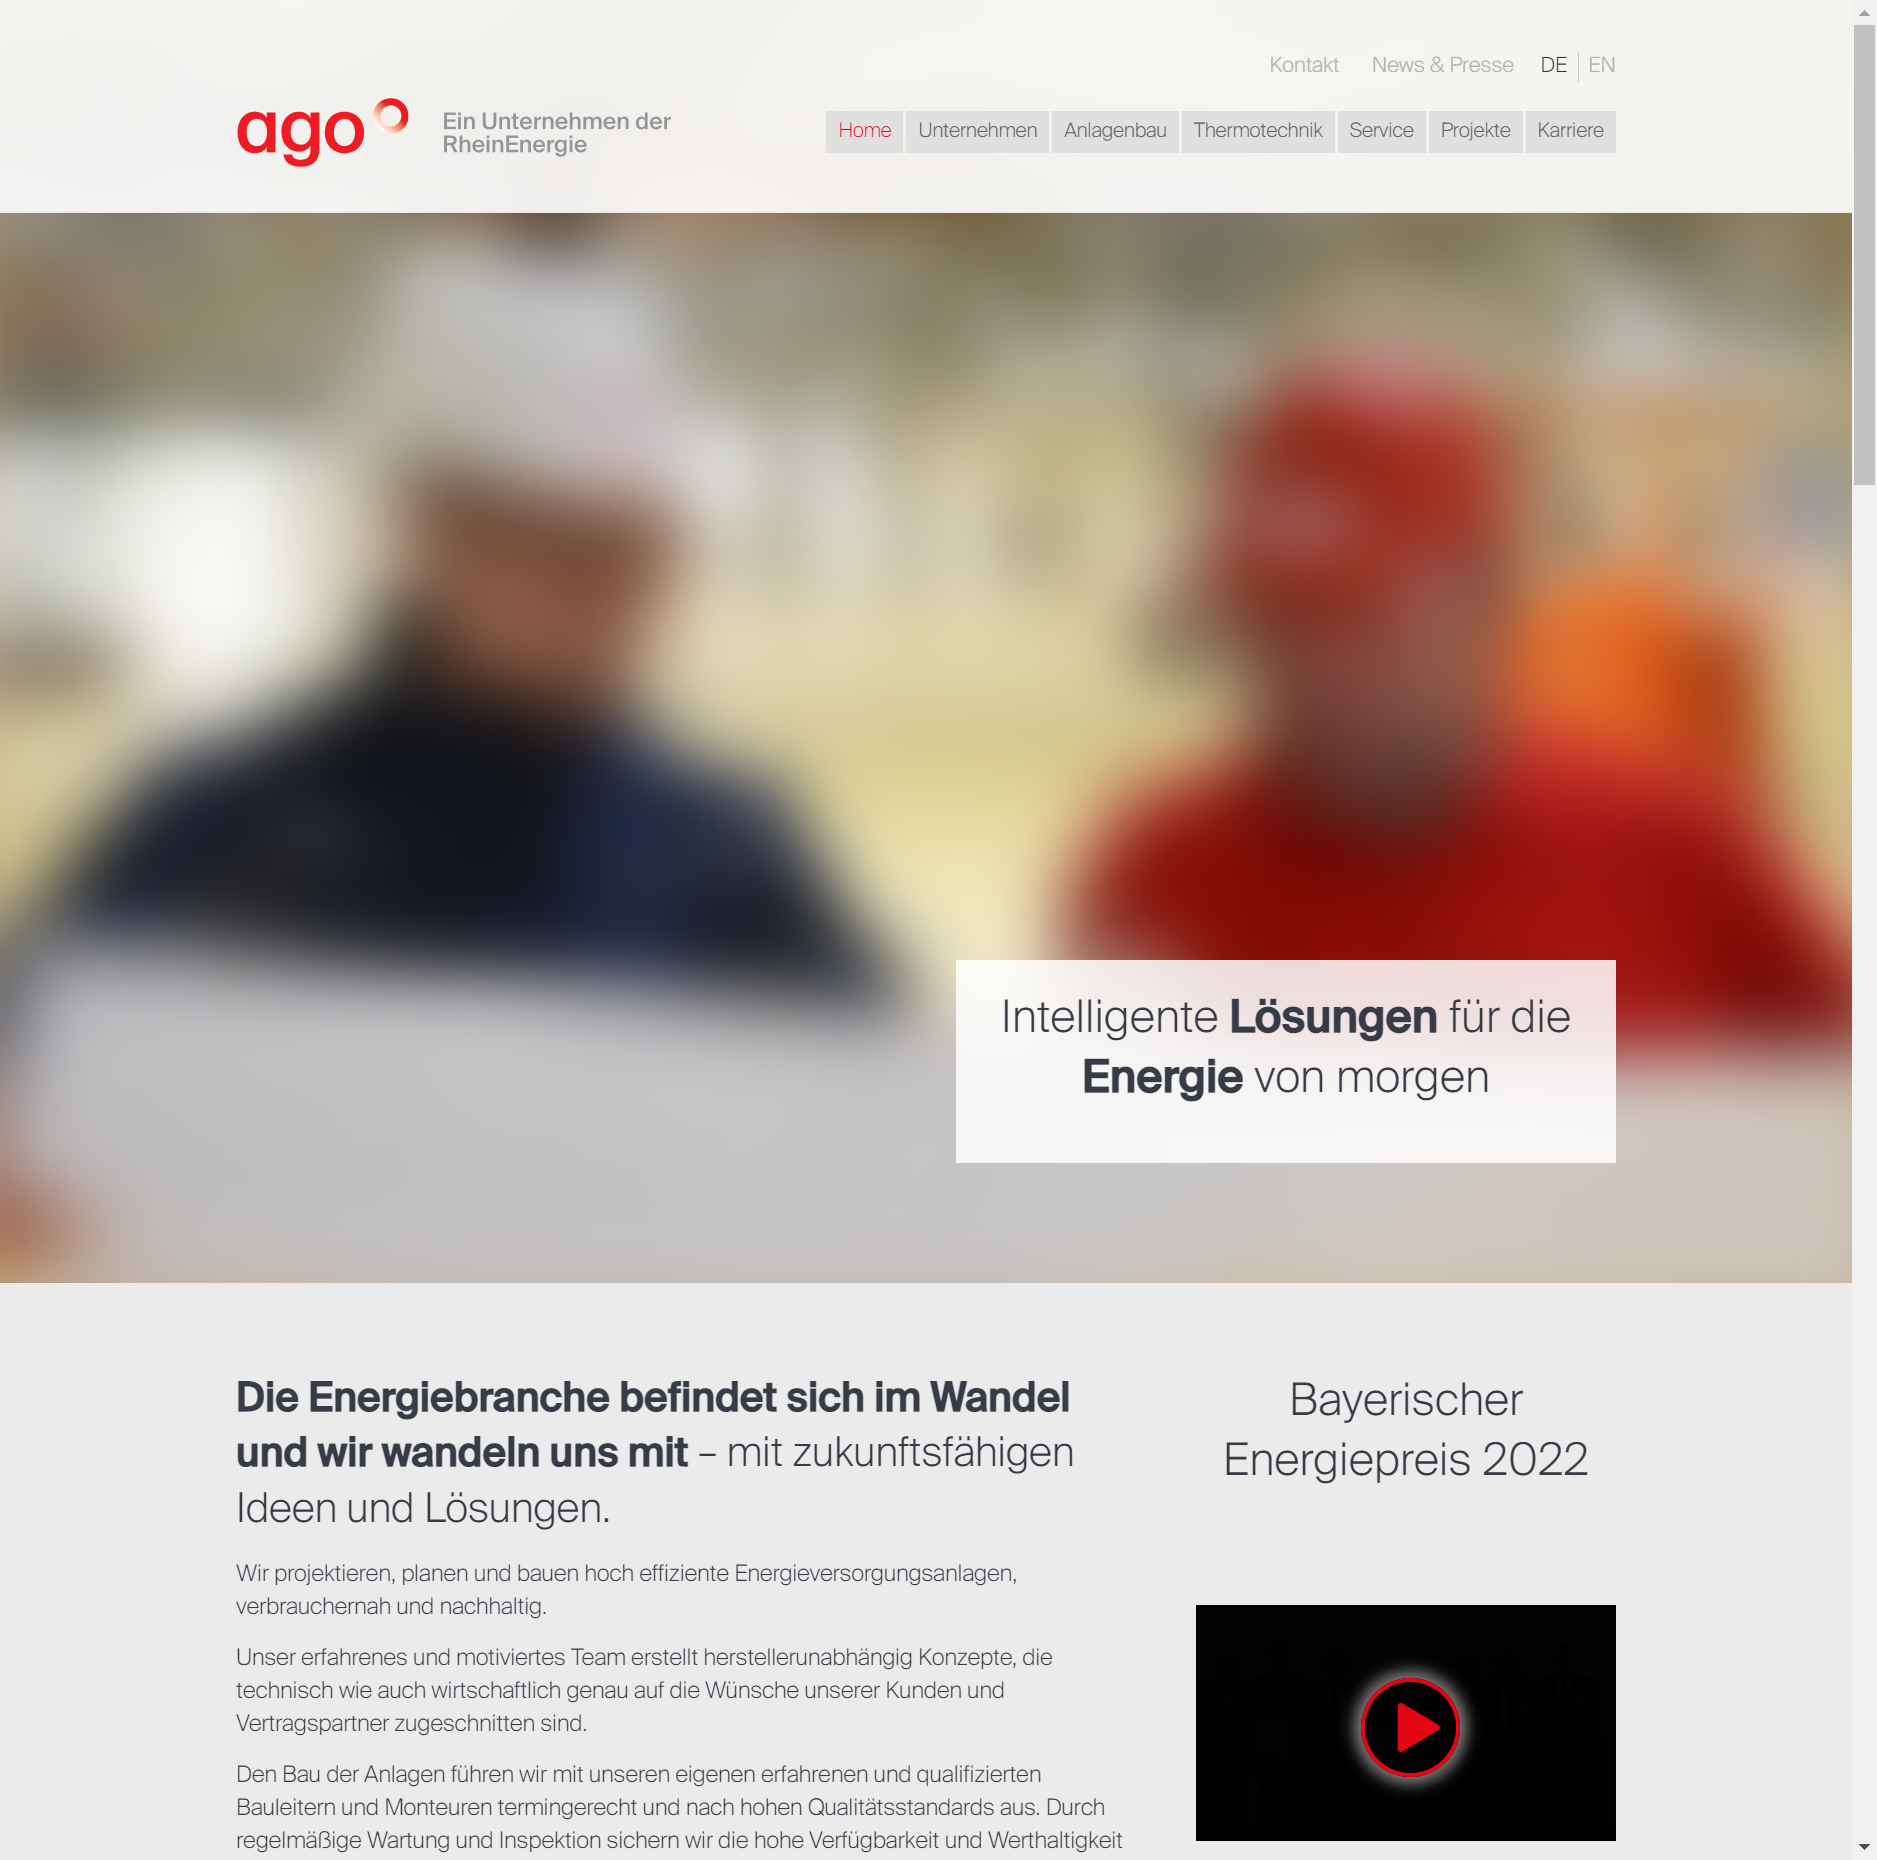 Kontakt News & Presse DE EN
ago Ein Unternehmen der
RheinEnergie
Home Unternehmen Anlagenbau Thermotechnik Service Projekte Karriere
Intelligente Lösungen für die
Energie von morgen
Die Energiebranche befindet sich im Wandel
und wir wandeln uns mit – mit zukunftsfähigen
Ideen und Lösungen.
Wir projektieren, planen und bauen hoch effiziente Energieversorgungsanlagen,
verbrauchernah und nachhaltig.
Unser erfahrenes und motiviertes Team erstellt herstellerunabhängig Konzepte, die
technisch wie auch wirtschaftlich genau auf die Wünsche unserer Kunden und
Vertragspartner zugeschnitten sind.
Den Bau der Anlagen führen wir mit unseren eigenen erfahrenen und qualifizierten
Bauleitern und Monteuren termingerecht und nach hohen Qualitätsstandards aus. Durch
regelmäßige Wartung und Inspektion sichern wir die hohe Verfügbarkeit und Werthaltigkeit
Bayerischer
Energiepreis 2022